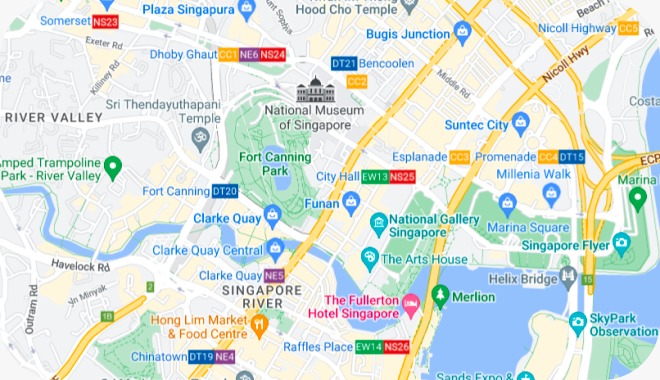 Plaza Singapura
Hood Cho Temple
Beach
Somerset NS23
Nicoll Highway CC5
Exeter Rd
Bugis Junction
Dhoby Ghaut CC1 NE6 NS24
DT21 Bencoolen
CC2
Nicoll Hwy
Killiney Rd
Middle Rd
Sri Thendayuthapani
Temple
National Museum
of Singapore
Costa
RIVER VALLEY
Suntec City
Fort Canning
Park
Esplanade CC3
Promenade CC4 DT15
ECP
Amped Trampoline
Park - River Valley
City Hall EW13 NS25
Millenia Walk
Marina
Fort Canning DT20
Funan
Clarke Quay
National Gallery
Singapore
Marina Square
Singapore Flyer
Clarke Quay Central
The Arts House
Havelock Rd
Clarke Quay NE5
Helix Bridge
15
2
Jln Minyak
SINGAPORE
RIVER
The Fullerton
Hotel Singapore
Merlion
Outram Rd
1B
Hong Lim Market
& Food Centre
SkyPark
Observation
Raffles Place EW14 NS26
Chinatown DT19 NE4
Sands Expo &